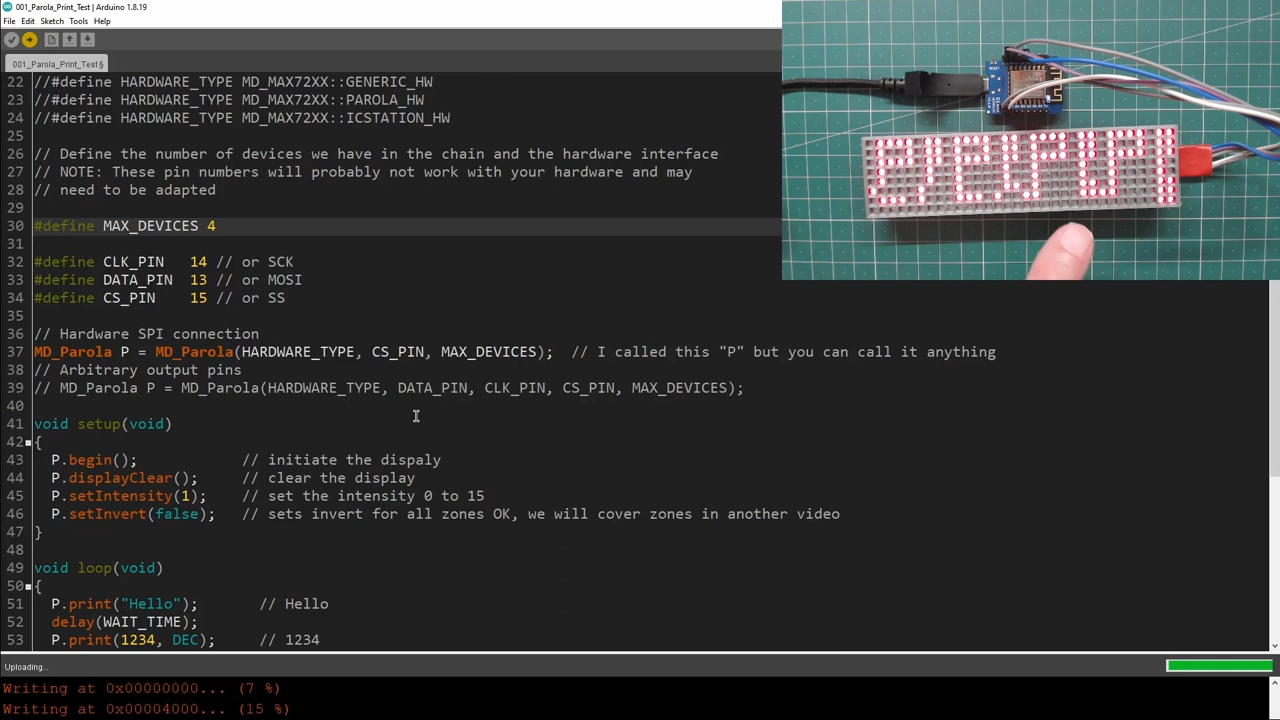 001_Parola_Print_Test | Arduino 1.8.19
File Edit Sketch Tools Help
001_Parola_Print_Test§
22 //#define HARDWARE_TYPE MD_MAX72XX::GENERIC_HW
23 //#define HARDWARE_TYPE MD_MAX72XX::PAROLA_HW
24 //#define HARDWARE_TYPE MD_MAX72XX::ICSTATION_HW
25
26 // Define the number of devices we have in the chain and the hardware interface
27 // NOTE: These pin numbers will probably not work with your hardware and may
28 // need to be adapted
29
30 #define MAX_DEVICES 4
31
32 #define CLK_PIN   14 // or SCK
33 #define DATA_PIN  13 // or MOSI
34 #define CS_PIN    15 // or SS
35
36 // Hardware SPI connection
37 MD_Parola P = MD_Parola(HARDWARE_TYPE, CS_PIN, MAX_DEVICES);  // I called this "P" but you can call it anything
38 // Arbitrary output pins
39 // MD_Parola P = MD_Parola(HARDWARE_TYPE, DATA_PIN, CLK_PIN, CS_PIN, MAX_DEVICES);
40
41 void setup(void)
42 {
43   P.begin();            // initiate the dispaly
44   P.displayClear();     // clear the display
45   P.setIntensity(1);    // set the intensity 0 to 15
46   P.setInvert(false);   // sets invert for all zones OK, we will cover zones in another video
47 }
48
49 void loop(void)
50 {
51   P.print("Hello");       // Hello
52   delay(WAIT_TIME);
53   P.print(1234, DEC);     // 1234
Uploading...
Writing at 0x00000000... (7 %)
Writing at 0x00004000... (15 %)